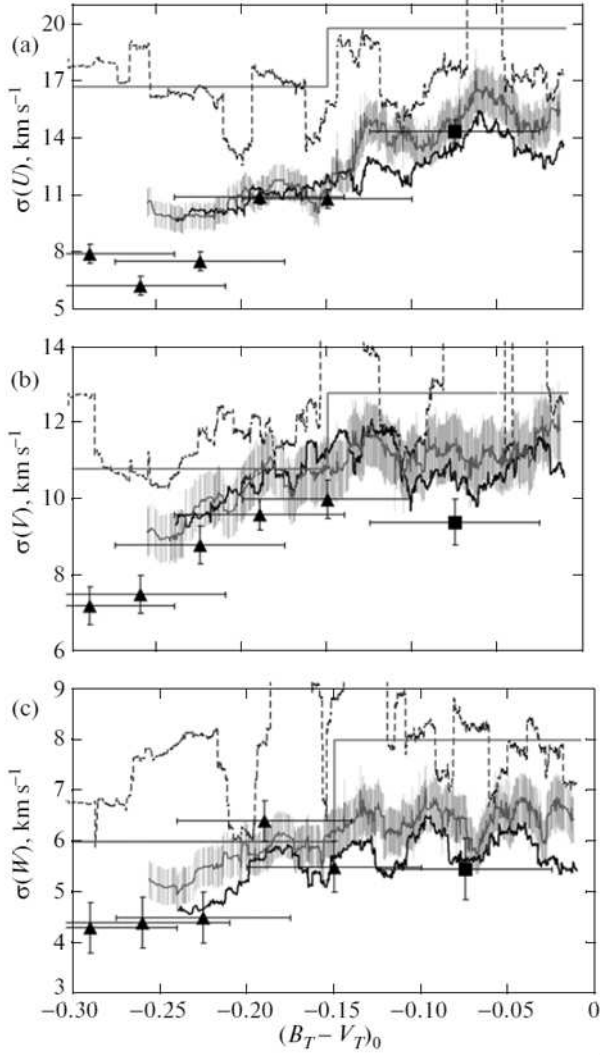 (a)
20
17
14
11
8
5
σ(U), km s⁻¹
(b)
14
12
10
8
6
σ(V), km s⁻¹
(c)
9
8
7
6
5
4
3
σ(W), km s⁻¹
−0.30 −0.25 −0.20 −0.15 −0.10 −0.05 0
(B_T − V_T)_0